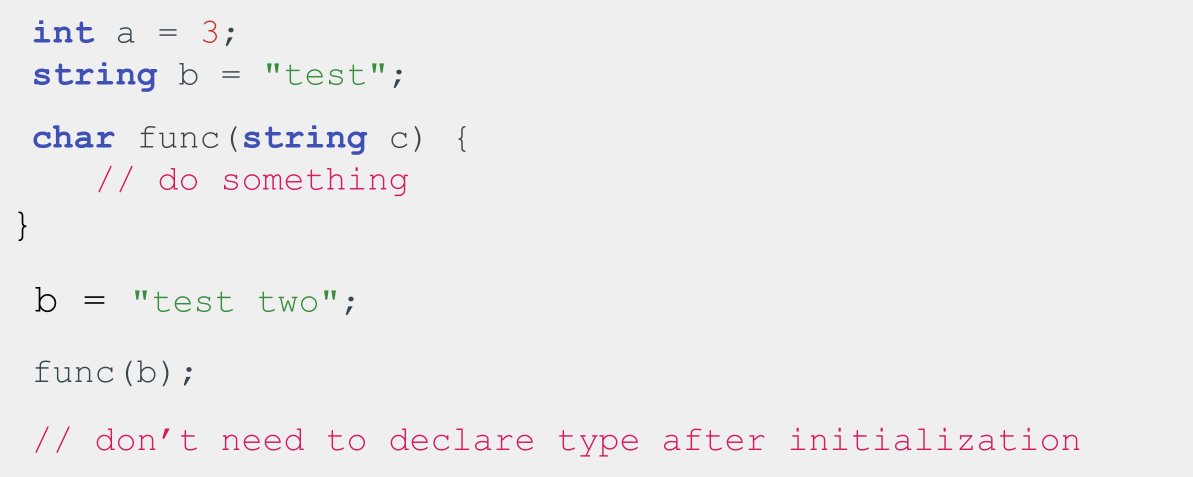 int a = 3;
string b = "test";
char func(string c) {
    // do something
}
b = "test two";
func(b);
// don’t need to declare type after initialization